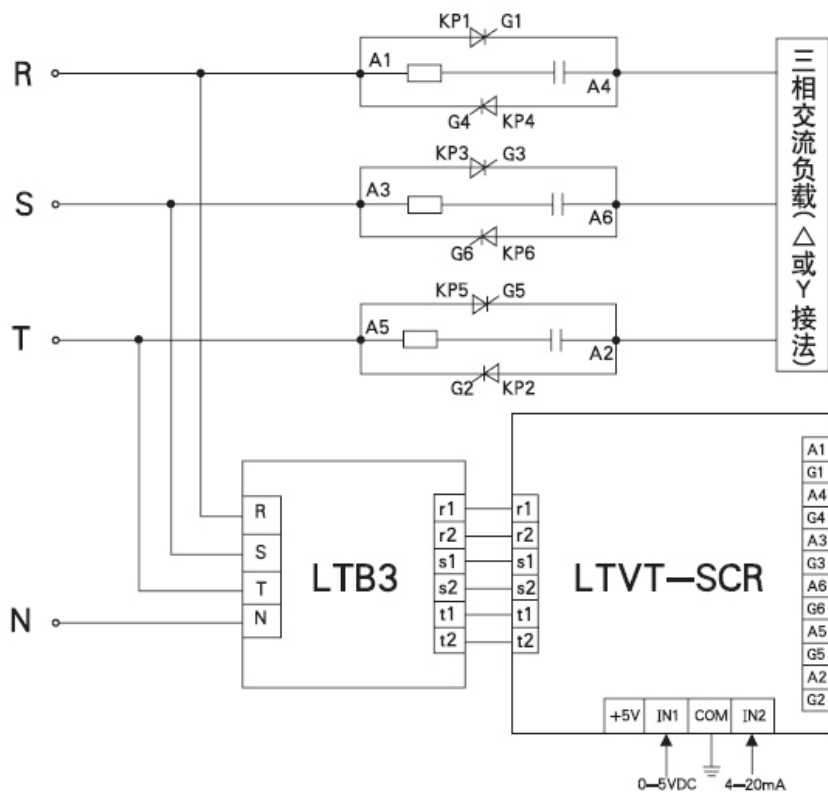 KP1 G1
R A1 A4
G4 KP4
KP3 G3
S A3 A6
G6 KP6
KP5 G5
T A5 A2
G2 KP2
三相交流负载(△或Y接法)
N
R
S
T
N
LTB3
r1
r2
s1
s2
t1
t2
r1
r2
s1
s2
t1
t2
LTVT-SCR
A1
G1
A4
G4
A3
G3
A6
G6
A5
G5
A2
G2
+5V IN1 COM IN2
0-5VDC 4-20mA